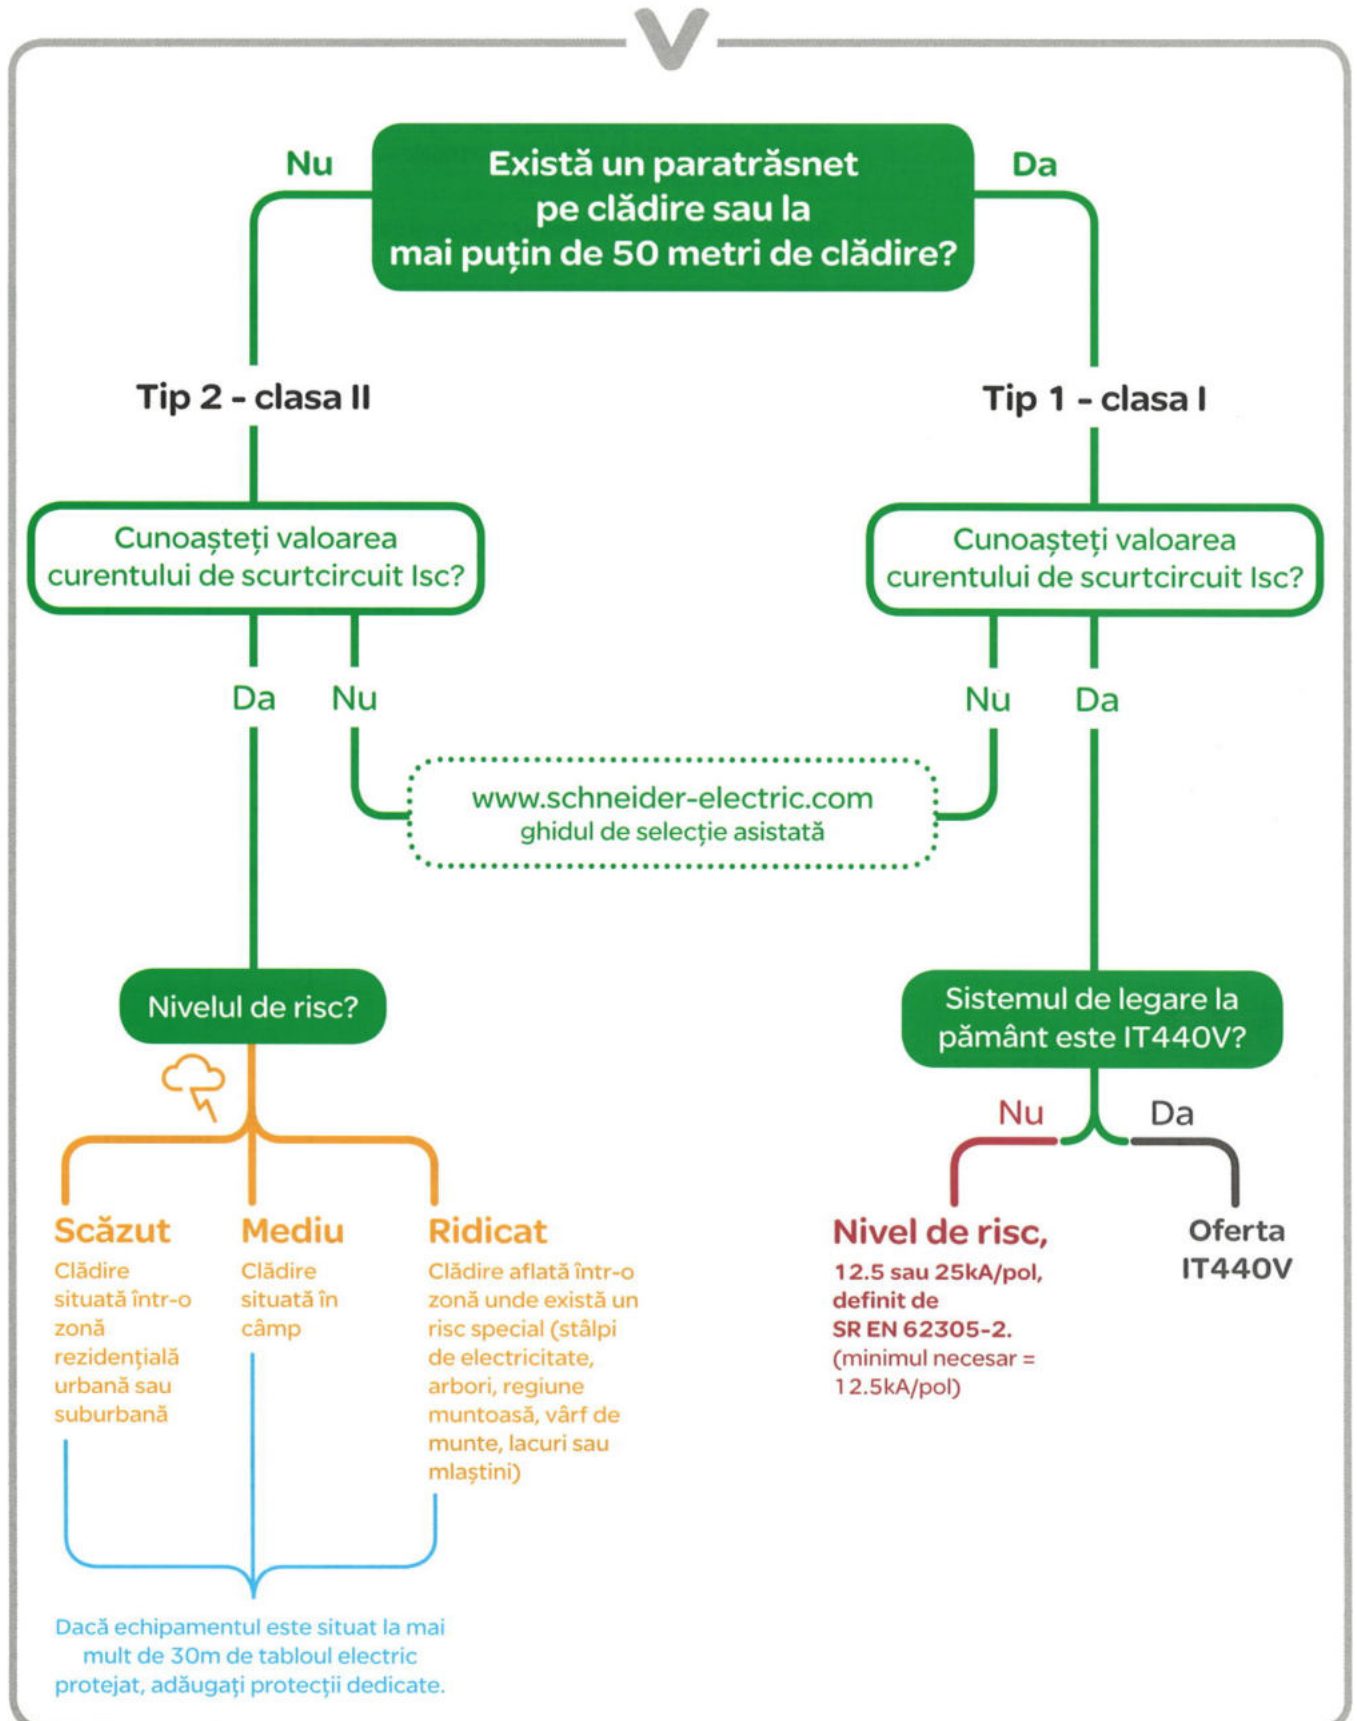 Nu
Există un paratrăsnet
pe clădire sau la
mai puțin de 50 metri de clădire?
Da
Tip 2 - clasa II
Tip 1 - clasa I
Cunoașteți valoarea
curentului de scurtcircuit Isc?
Cunoașteți valoarea
curentului de scurtcircuit Isc?
Da
Nu
Nu
Da
www.schneider-electric.com
ghidul de selecție asistată
Nivelul de risc?
Sistemul de legare la
pământ este IT440V?
Nu
Da
Scăzut
Clădire
situată într-o
zonă
rezidențială
urbană sau
suburbană
Mediu
Clădire
situată în
câmp
Ridicat
Clădire aflată într-o
zonă unde există un
risc special (stâlpi
de electricitate,
arbori, regiune
muntoasă, vârf de
munte, lacuri sau
mlaștini)
Nivel de risc,
12.5 sau 25kA/pol,
definit de
SR EN 62305-2.
(minimul necesar =
12.5kA/pol)
Oferta
IT440V
Dacă echipamentul este situat la mai
mult de 30m de tabloul electric
protejat, adăugați protecții dedicate.